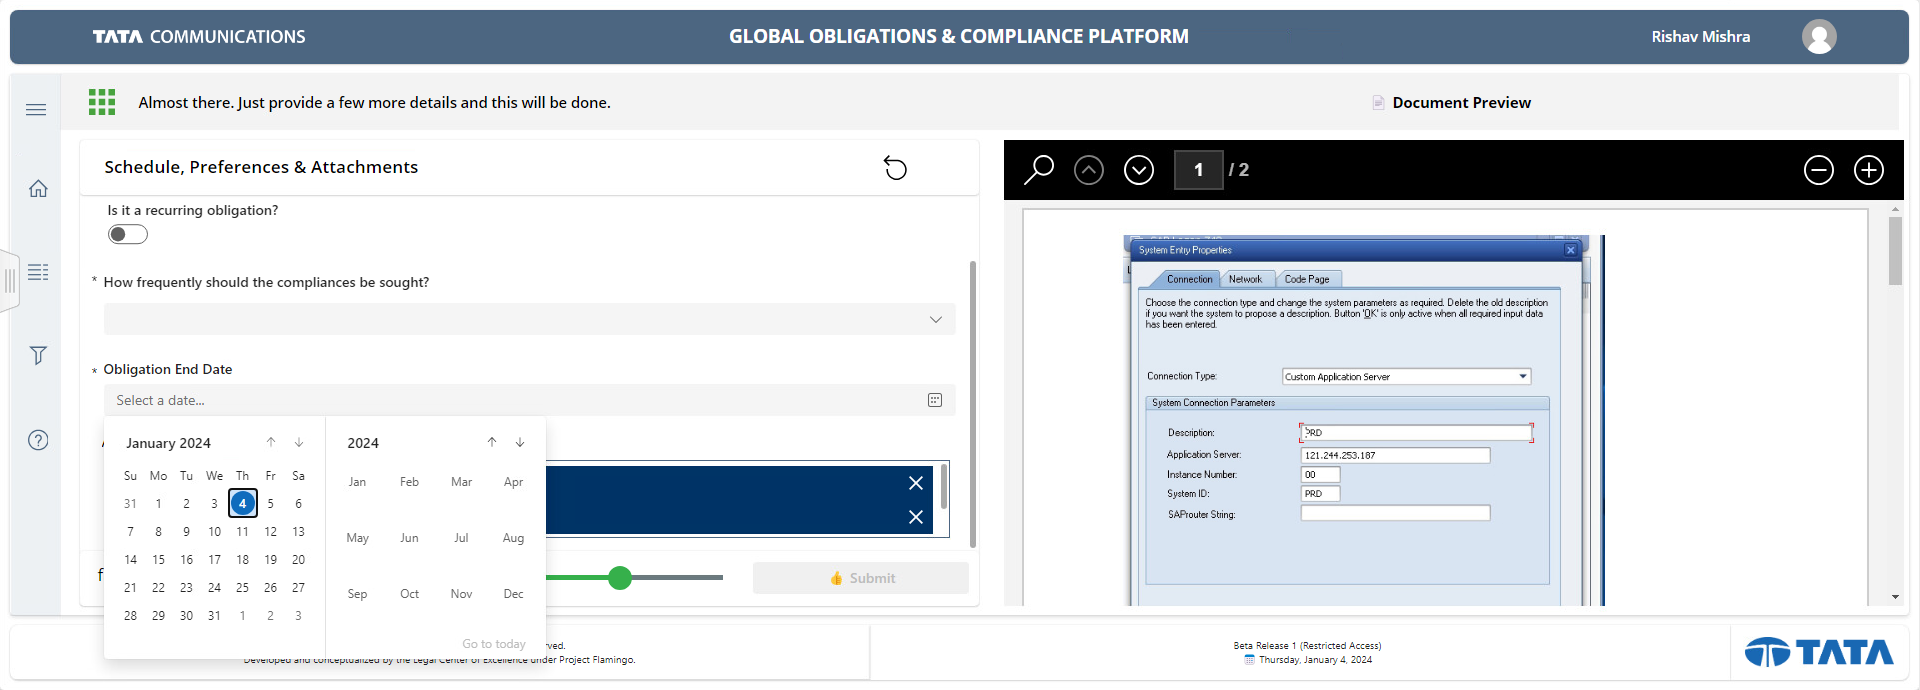 TATA COMMUNICATIONS
GLOBAL OBLIGATIONS & COMPLIANCE PLATFORM
Rishav Mishra
Almost there. Just provide a few more details and this will be done.
Document Preview
Schedule, Preferences & Attachments
Is it a recurring obligation?
* How frequently should the compliances be sought?
* Obligation End Date
Select a date...
January 2024
Su Mo Tu We Th Fr Sa
31 1 2 3 4 5 6
7 8 9 10 11 12 13
14 15 16 17 18 19 20
21 22 23 24 25 26 27
28 29 30 31 1 2 3
2024
Jan Feb Mar Apr
May Jun Jul Aug
Sep Oct Nov Dec
Go to today
Submit
1 / 2
System Entry Properties
Connection Network Code Page
Choose the connection type and change the system parameters as required. Delete the old description
if you want the system to propose a description. Button 'OK' is only active when all required input data
has been entered.
Connection Type: Custom Application Server
System Connection Parameters
Description: PRD
Application Server: 121.244.253.187
Instance Number: 00
System ID: PRD
SAProuter String:
Developed and conceptualized by the Legal Center of Excellence under Project Flamingo.
Beta Release 1 (Restricted Access)
Thursday, January 4, 2024
TATA